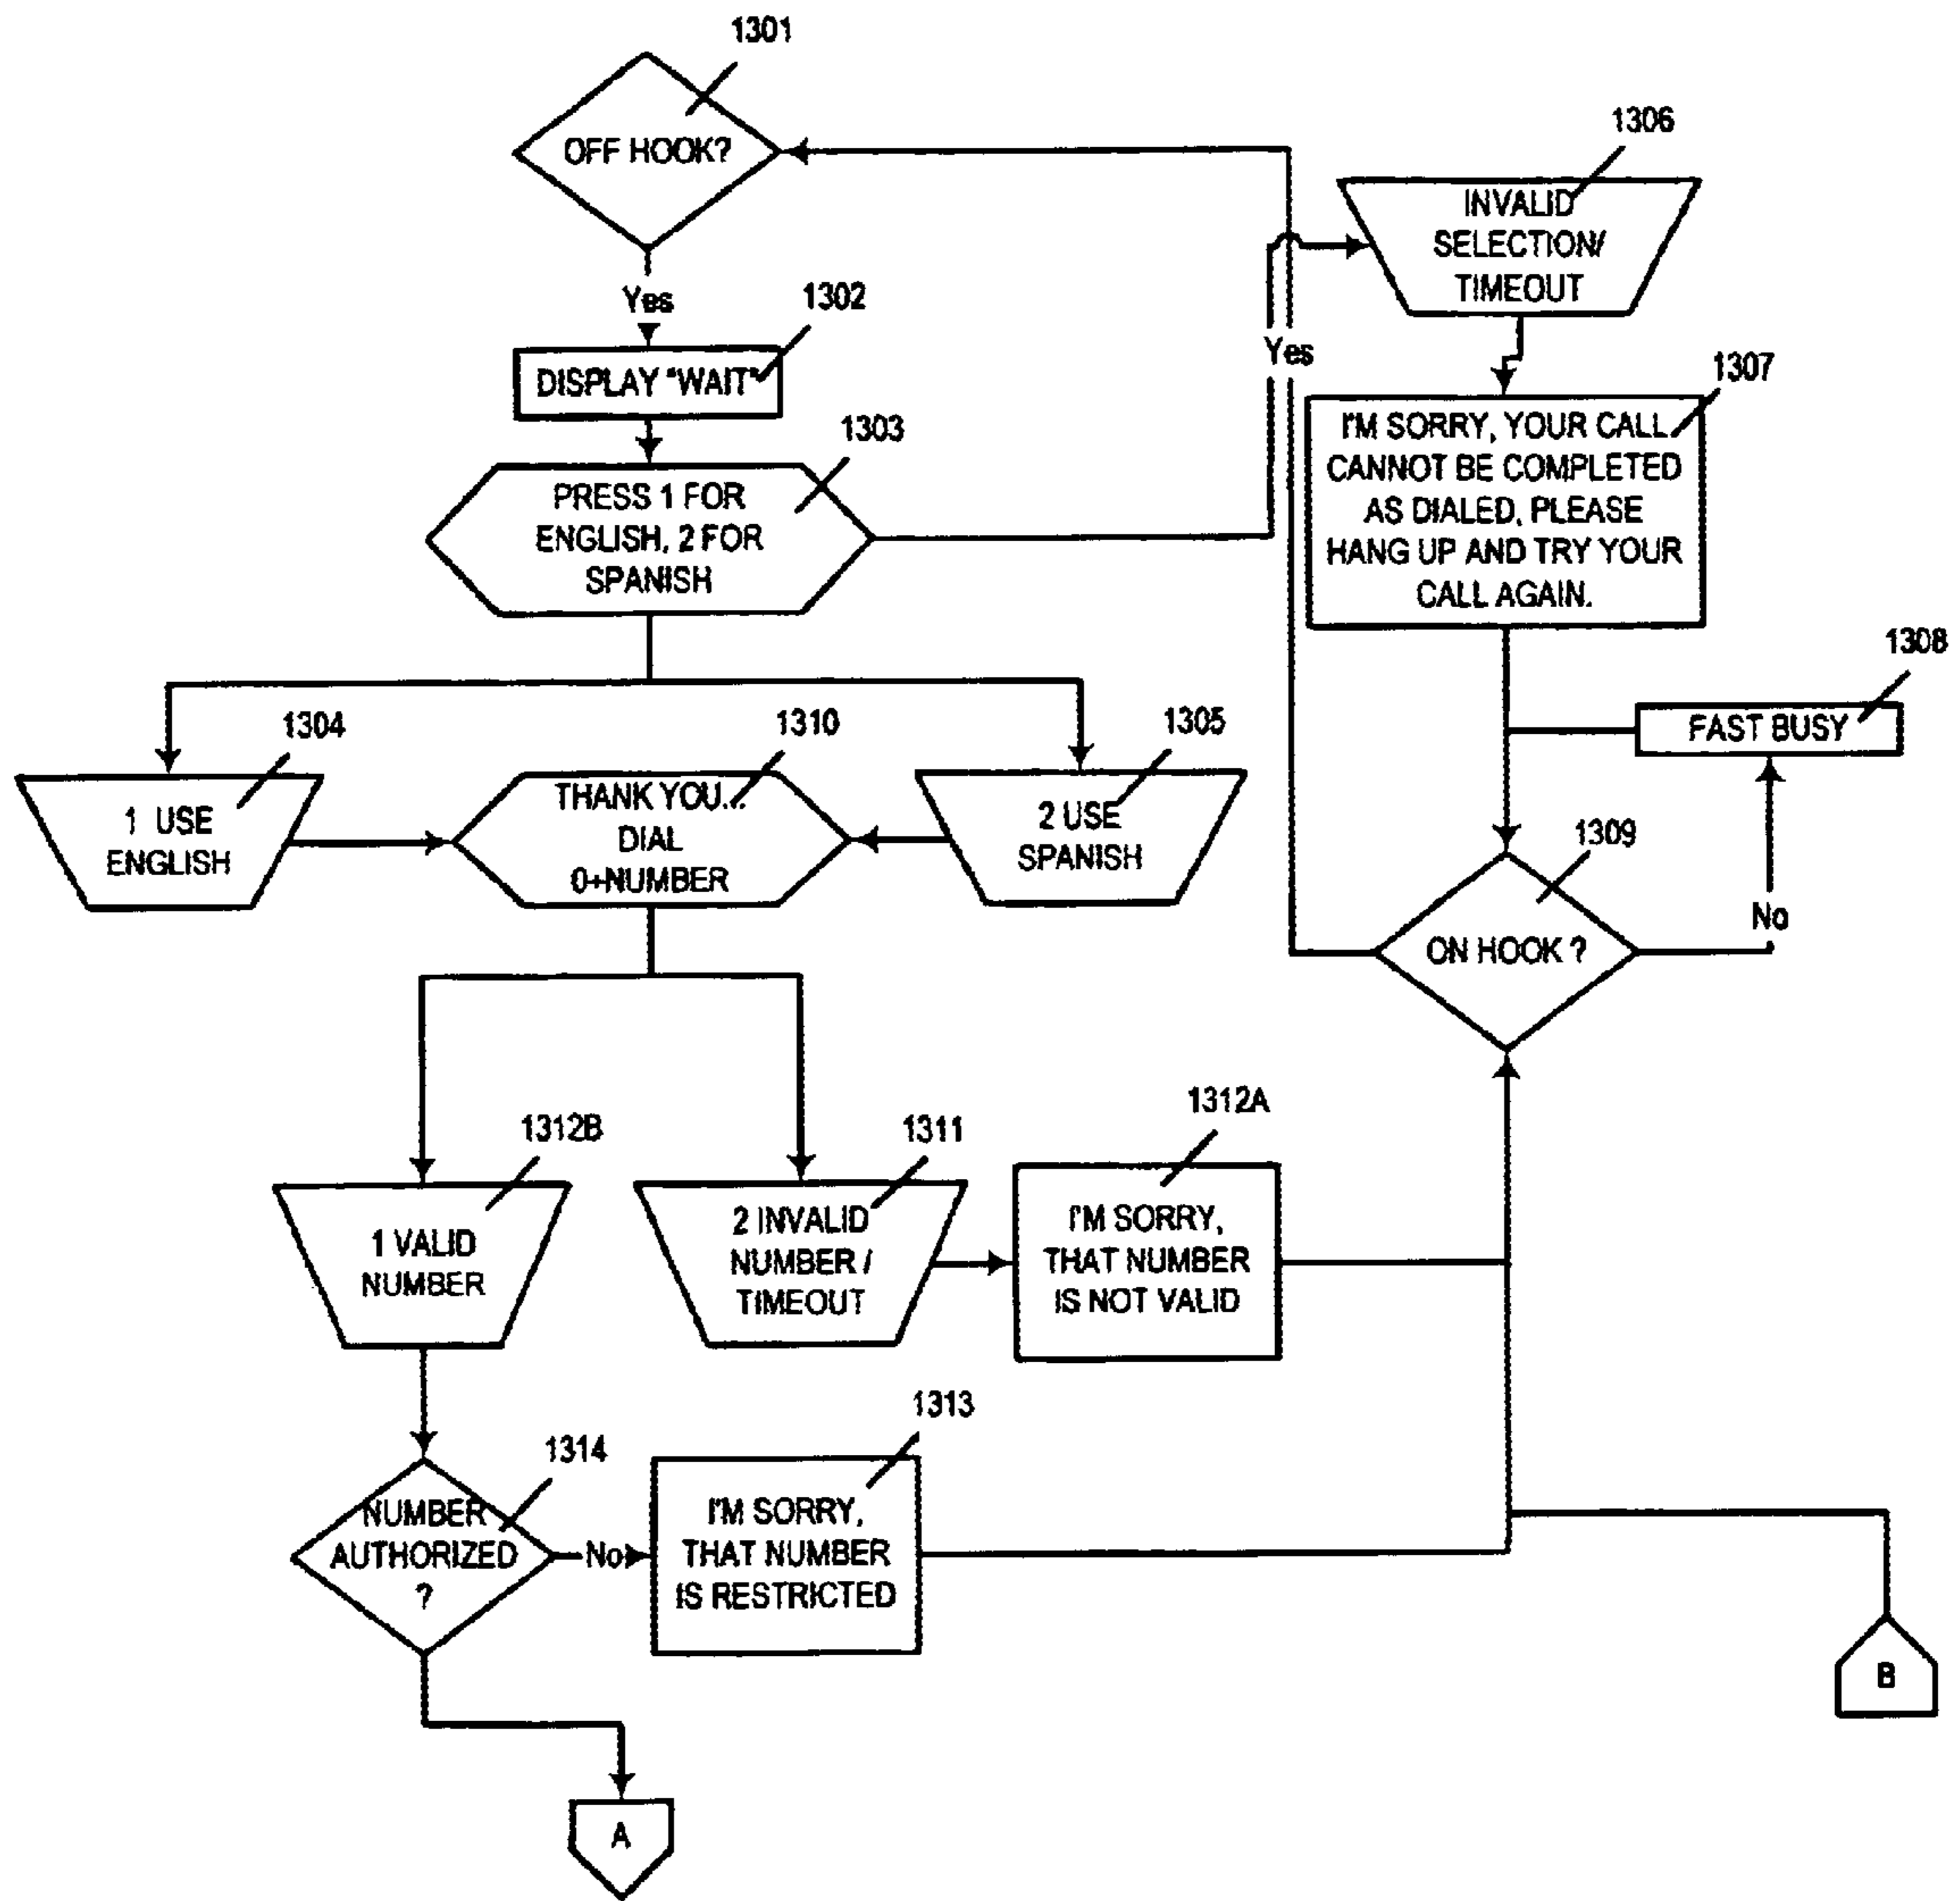 1301
OFF HOOK?
Yes
1302
DISPLAY "WAIT"
1303
PRESS 1 FOR
ENGLISH, 2 FOR
SPANISH
1306
INVALID
SELECTION/
TIMEOUT
Yes
1307
I'M SORRY, YOUR CALL
CANNOT BE COMPLETED
AS DIALED, PLEASE
HANG UP AND TRY YOUR
CALL AGAIN.
1308
FAST BUSY
1309
ON HOOK ?
No
1304
1 USE
ENGLISH
1310
THANK YOU...
DIAL
0+NUMBER
1305
2 USE
SPANISH
1312B
1 VALID
NUMBER
1311
2 INVALID
NUMBER /
TIMEOUT
1312A
I'M SORRY,
THAT NUMBER
IS NOT VALID
1314
NUMBER
AUTHORIZED
?
No
1313
I'M SORRY,
THAT NUMBER
IS RESTRICTED
A
B